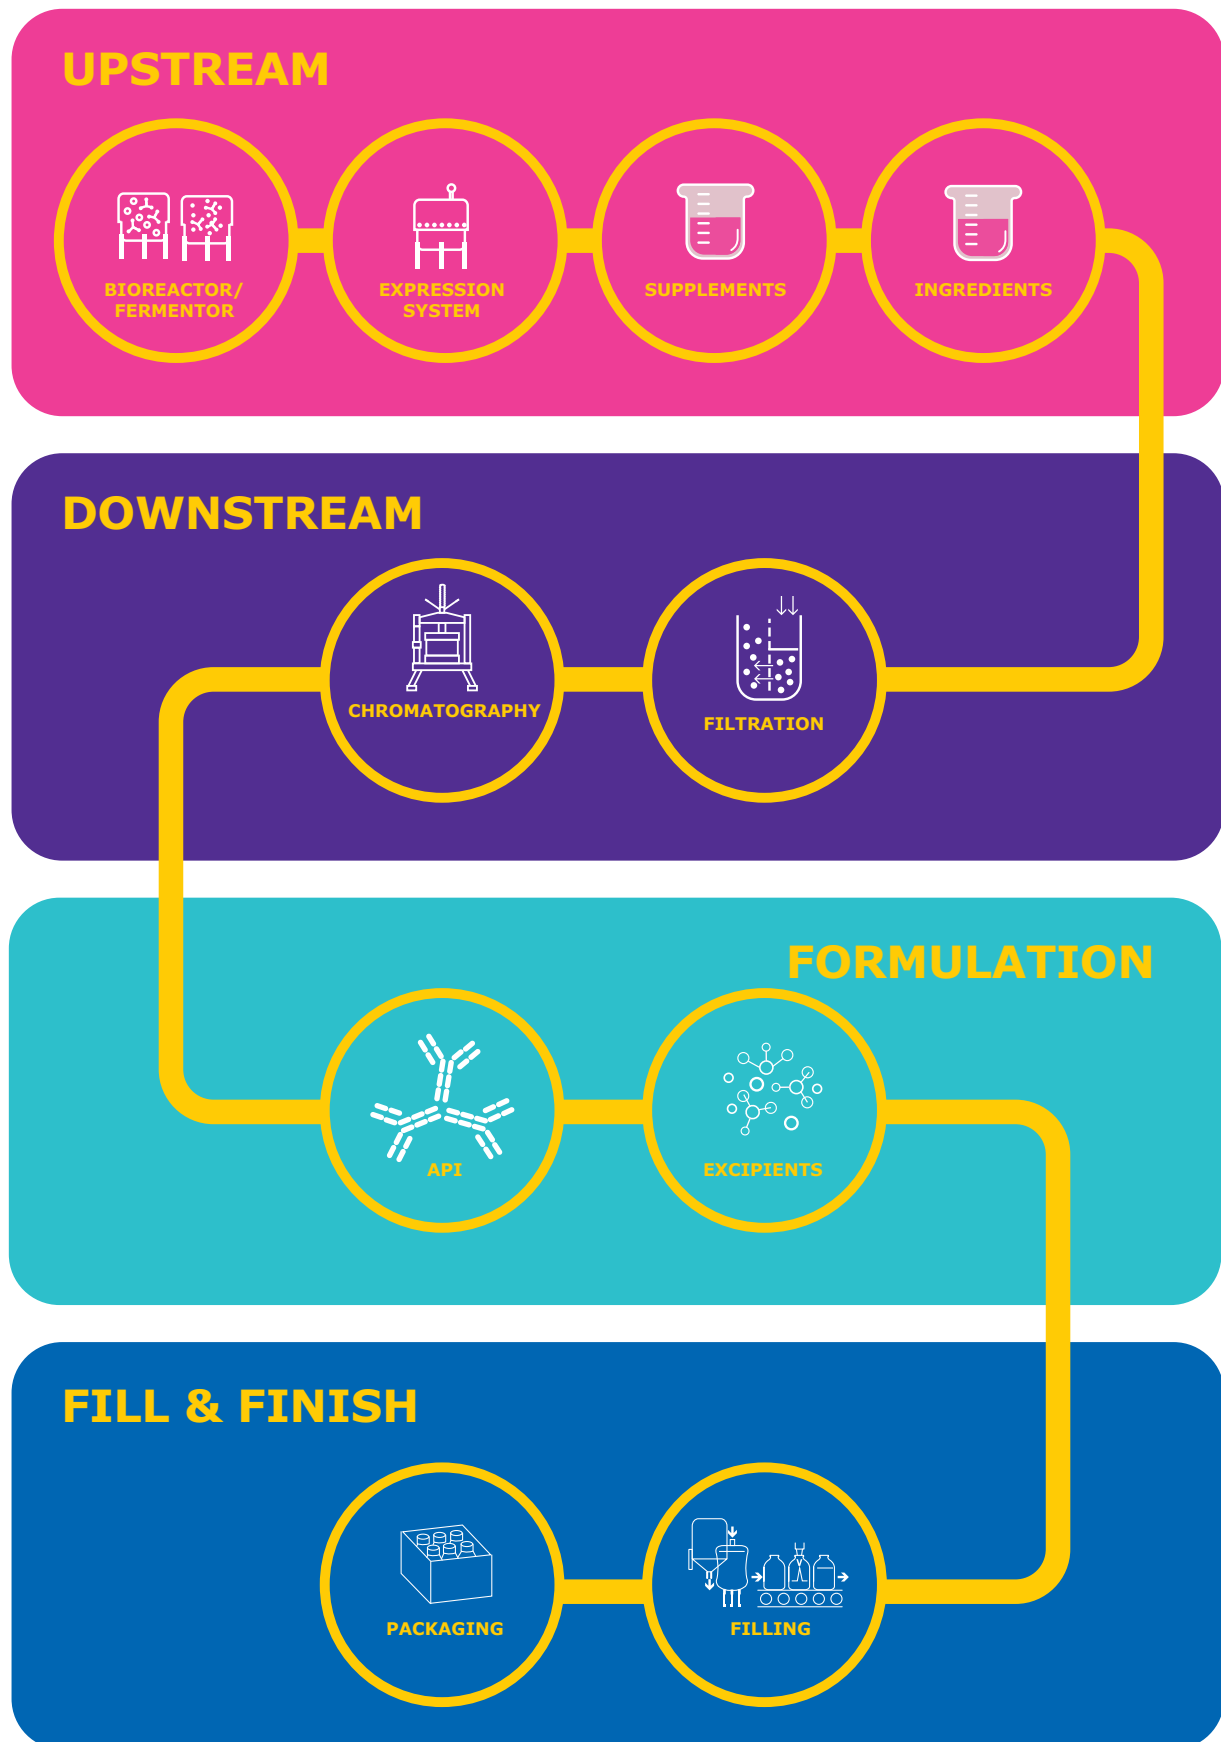 UPSTREAM
BIOREACTOR/
FERMENTOR
EXPRESSION
SYSTEM
SUPPLEMENTS
INGREDIENTS
DOWNSTREAM
CHROMATOGRAPHY
FILTRATION
FORMULATION
API
EXCIPIENTS
FILL & FINISH
PACKAGING
FILLING